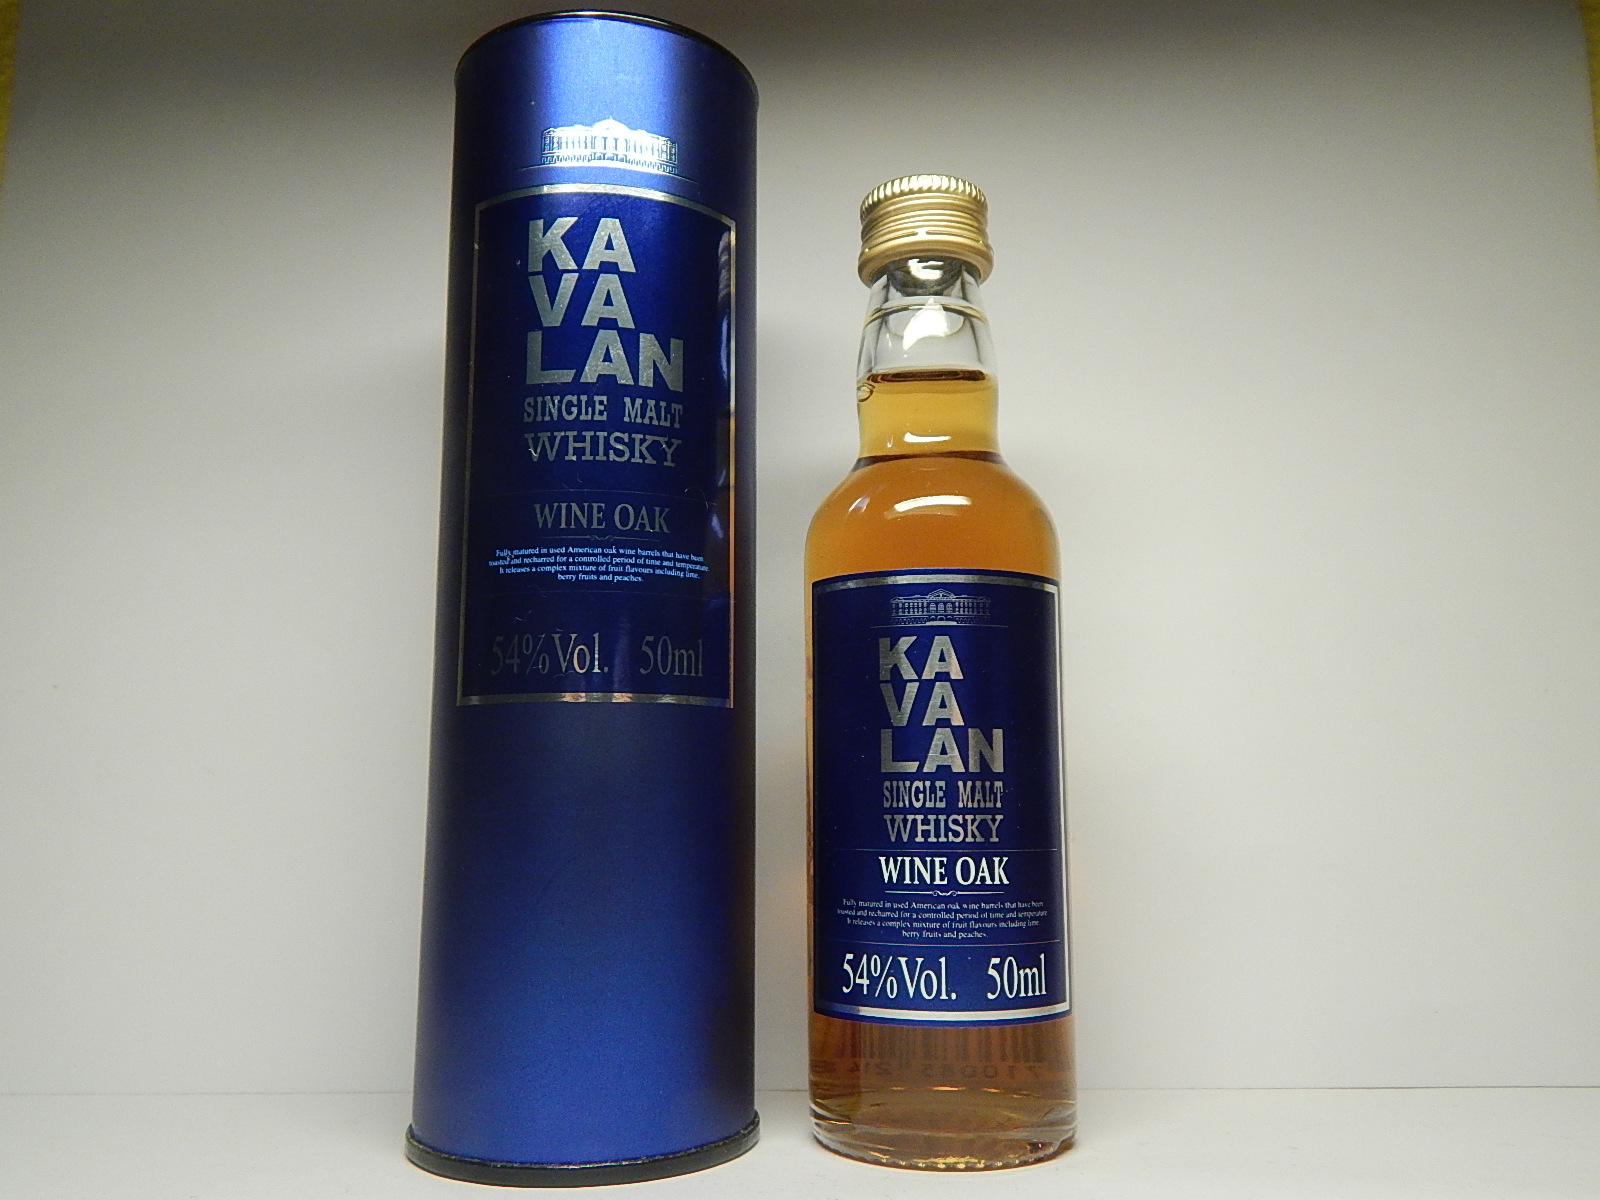 KA
VA
LAN
SINGLE MALT
WHISKY
WINE OAK
Fully matured in used American oak wine barrels that have been
toasted and recharred for a controlled period of time and temperature.
It releases a complex mixture of fruit flavours including lime,
berry fruits and peaches.
54%Vol. 50ml
KA
VA
LAN
SINGLE MALT
WHISKY
WINE OAK
Fully matured in used American oak wine barrels that have been
toasted and recharred for a controlled period of time and temperature
It releases a complex mixture of fruit flavours including lime,
berry fruits and peaches.
54%Vol. 50ml